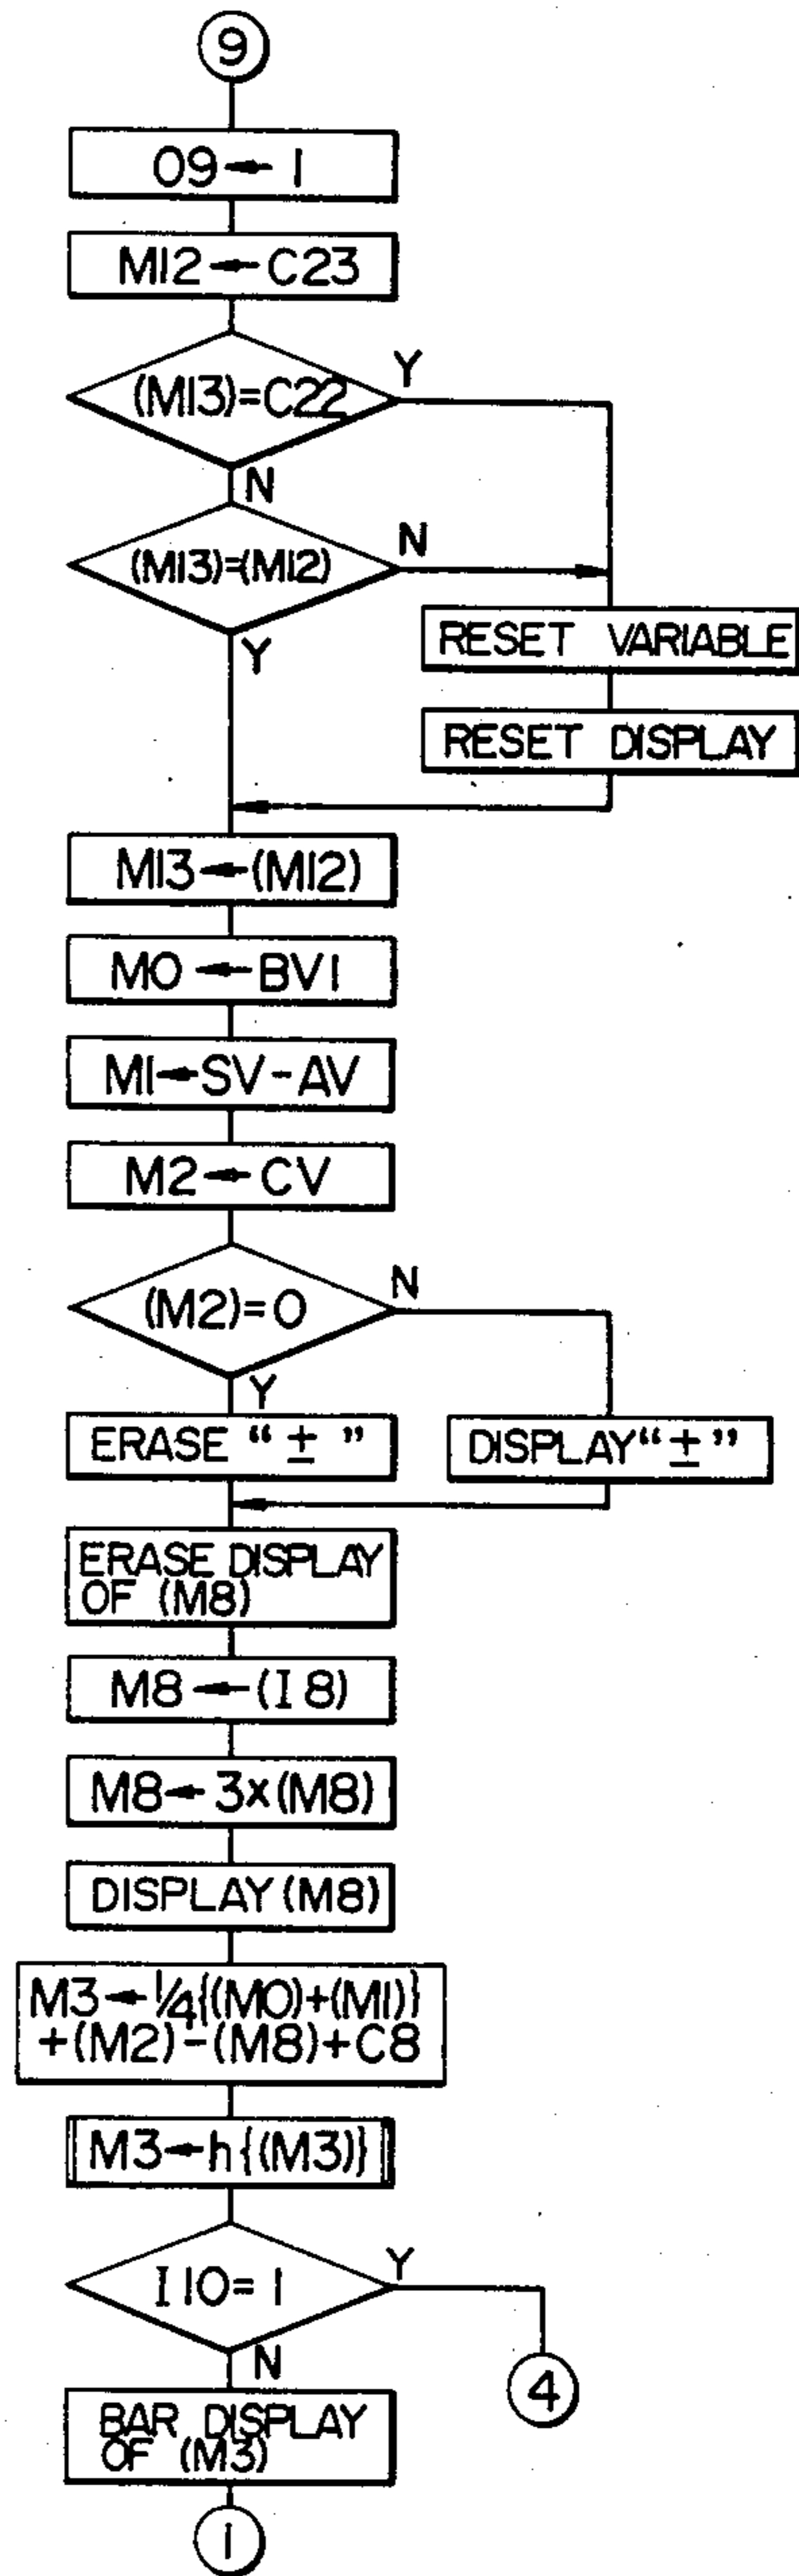 9
O9←1
M12←C23
(M13)=C22
Y
N
(M13)=(M12)
N
Y
RESET VARIABLE
RESET DISPLAY
M13←(M12)
M0←BV1
M1←SV-AV
M2←CV
(M2)=0
N
Y
ERASE “ ± ”
DISPLAY“ ± ”
ERASE DISPLAY
OF (M8)
M8←(I8)
M8←3x(M8)
DISPLAY (M8)
M3←¼{(M0)+(M1)}
+(M2)-(M8)+C8
M3←h{(M3)}
I10=1
Y
N
4
BAR DISPLAY
OF (M3)
1